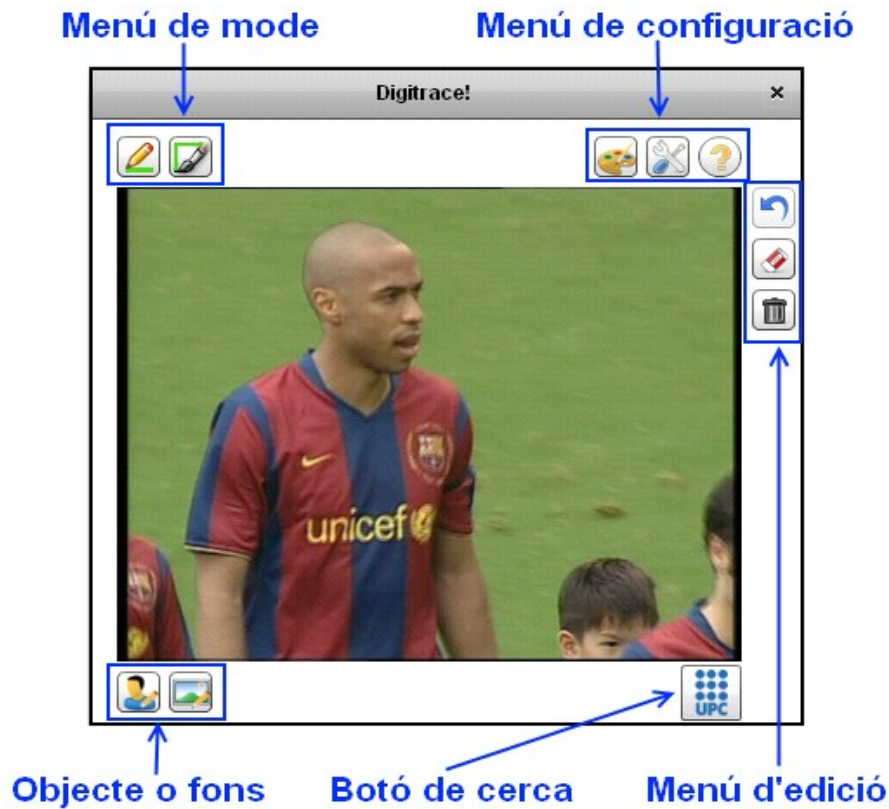 Menú de mode
Menú de configuració
Digitrace!
unicef
UPC
Objecte o fons
Botó de cerca
Menú d'edició